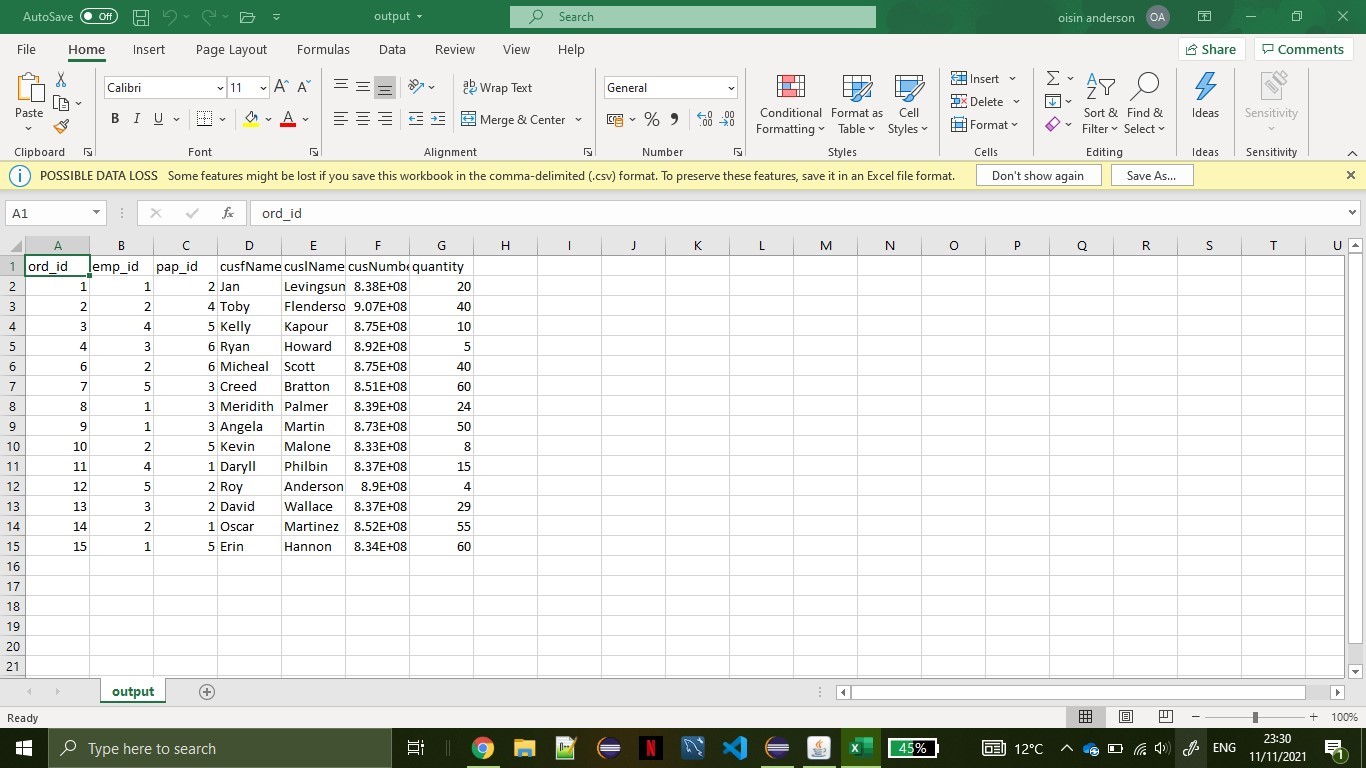 AutoSave Off output Search oisin anderson OA
File Home Insert Page Layout Formulas Data Review View Help Share Comments
Calibri 11 A A ab Wrap Text General Insert Σ A
Paste Conditional Format as Cell Delete Z Sort & Find & Ideas Sensitivity
B I U A Merge & Center % Formatting Table Styles Format Filter Select
Clipboard Font Alignment Number Styles Cells Editing Ideas Sensitivity
POSSIBLE DATA LOSS Some features might be lost if you save this workbook in the comma-delimited (.csv) format. To preserve these features, save it in an Excel file format. Don't show again Save As...
A1 fx ord_id
A B C D E F G H I J K L M N O P Q R S T U
1 ord_id emp_id pap_id cusfName cuslName cusNumbe quantity
2 1 1 2 Jan Levingsun 8.38E+08 20
3 2 2 4 Toby Flenderso 9.07E+08 40
4 3 4 5 Kelly Kapour 8.75E+08 10
5 4 3 6 Ryan Howard 8.92E+08 5
6 6 2 6 Micheal Scott 8.75E+08 40
7 7 5 3 Creed Bratton 8.51E+08 60
8 8 1 3 Meridith Palmer 8.39E+08 24
9 9 1 3 Angela Martin 8.73E+08 50
10 10 2 5 Kevin Malone 8.33E+08 8
11 11 4 1 Daryll Philbin 8.37E+08 15
12 12 5 2 Roy Anderson 8.9E+08 4
13 13 3 2 David Wallace 8.37E+08 29
14 14 2 1 Oscar Martinez 8.52E+08 55
15 15 1 5 Erin Hannon 8.34E+08 60
16
17
18
19
20
21
output
Ready 100%
Type here to search N 45% 12°C ENG 23:30
11/11/2021 1